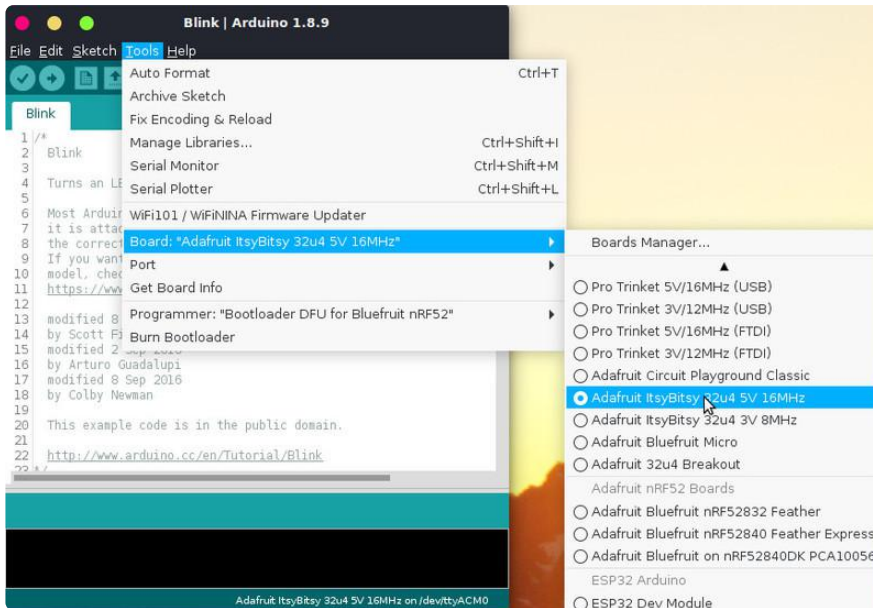 Blink | Arduino 1.8.9
File Edit Sketch Tools Help
Blink
1 /*
2 Blink
3
4 Turns an LE
5
6 Most Arduin
7 it is attac
8 the correct
9 If you want
10 model, chec
11 https://www
12
13 modified 8
14 by Scott Fi
15 modified 2 Sep 2016
16 by Arturo Guadalupi
17 modified 8 Sep 2016
18 by Colby Newman
19
20 This example code is in the public domain.
21
22 http://www.arduino.cc/en/Tutorial/Blink
23 */
Auto Format Ctrl+T
Archive Sketch
Fix Encoding & Reload
Manage Libraries... Ctrl+Shift+I
Serial Monitor Ctrl+Shift+M
Serial Plotter Ctrl+Shift+L
WiFi101 / WiFiNINA Firmware Updater
Board: "Adafruit ItsyBitsy 32u4 5V 16MHz"
Port
Get Board Info
Programmer: "Bootloader DFU for Bluefruit nRF52"
Burn Bootloader
Boards Manager...
Pro Trinket 5V/16MHz (USB)
Pro Trinket 3V/12MHz (USB)
Pro Trinket 5V/16MHz (FTDI)
Pro Trinket 3V/12MHz (FTDI)
Adafruit Circuit Playground Classic
Adafruit ItsyBitsy 32u4 5V 16MHz
Adafruit ItsyBitsy 32u4 3V 8MHz
Adafruit Bluefruit Micro
Adafruit 32u4 Breakout
Adafruit nRF52 Boards
Adafruit Bluefruit nRF52832 Feather
Adafruit Bluefruit nRF52840 Feather Express
Adafruit Bluefruit on nRF52840DK PCA10056
ESP32 Arduino
ESP32 Dev Module
Adafruit ItsyBitsy 32u4 5V 16MHz on /dev/ttyACM0